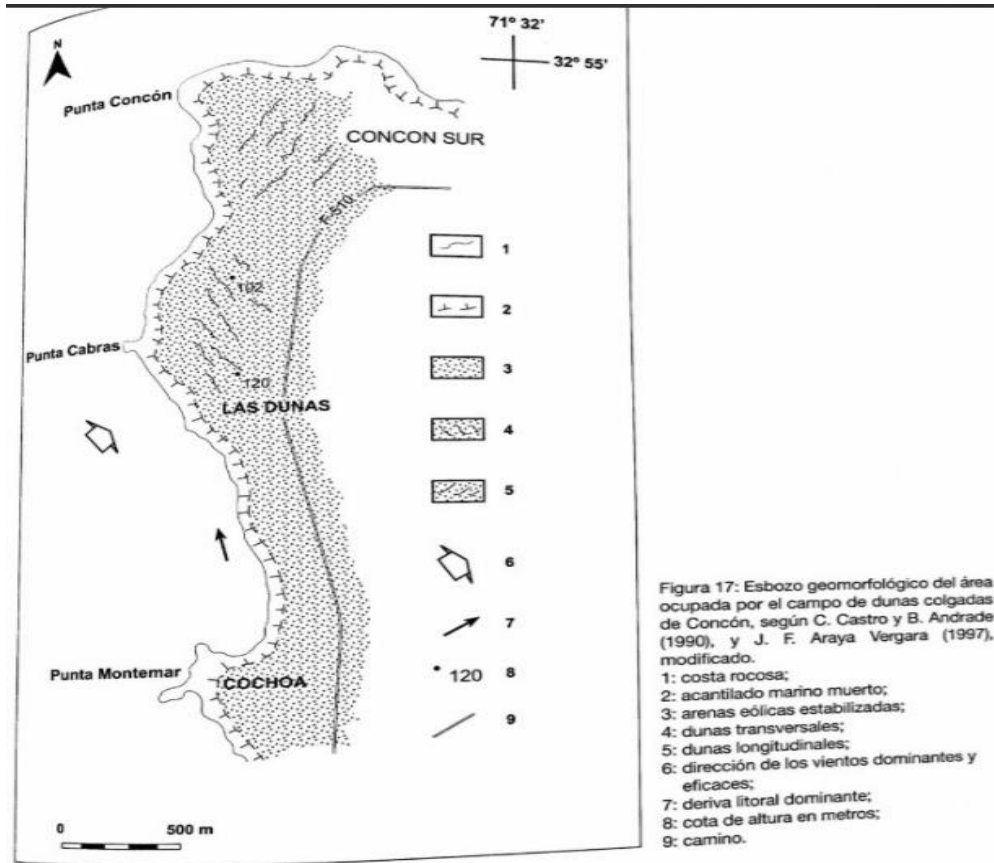 71º 32'
32º 55'
N
Punta Concón
CONCON SUR
F-510
1
102
2
Punta Cabras
3
120
LAS DUNAS
4
5
6
7
Punta Montemar
COCHOA
120 8
9
0 500 m
Figura 17: Esbozo geomorfológico del área
ocupada por el campo de dunas colgadas
de Concón, según C. Castro y B. Andrade
(1990), y J. F. Araya Vergara (1997),
modificado.
1: costa rocosa;
2: acantilado marino muerto;
3: arenas eólicas estabilizadas;
4: dunas transversales;
5: dunas longitudinales;
6: dirección de los vientos dominantes y
eficaces;
7: deriva litoral dominante;
8: cota de altura en metros;
9: camino.